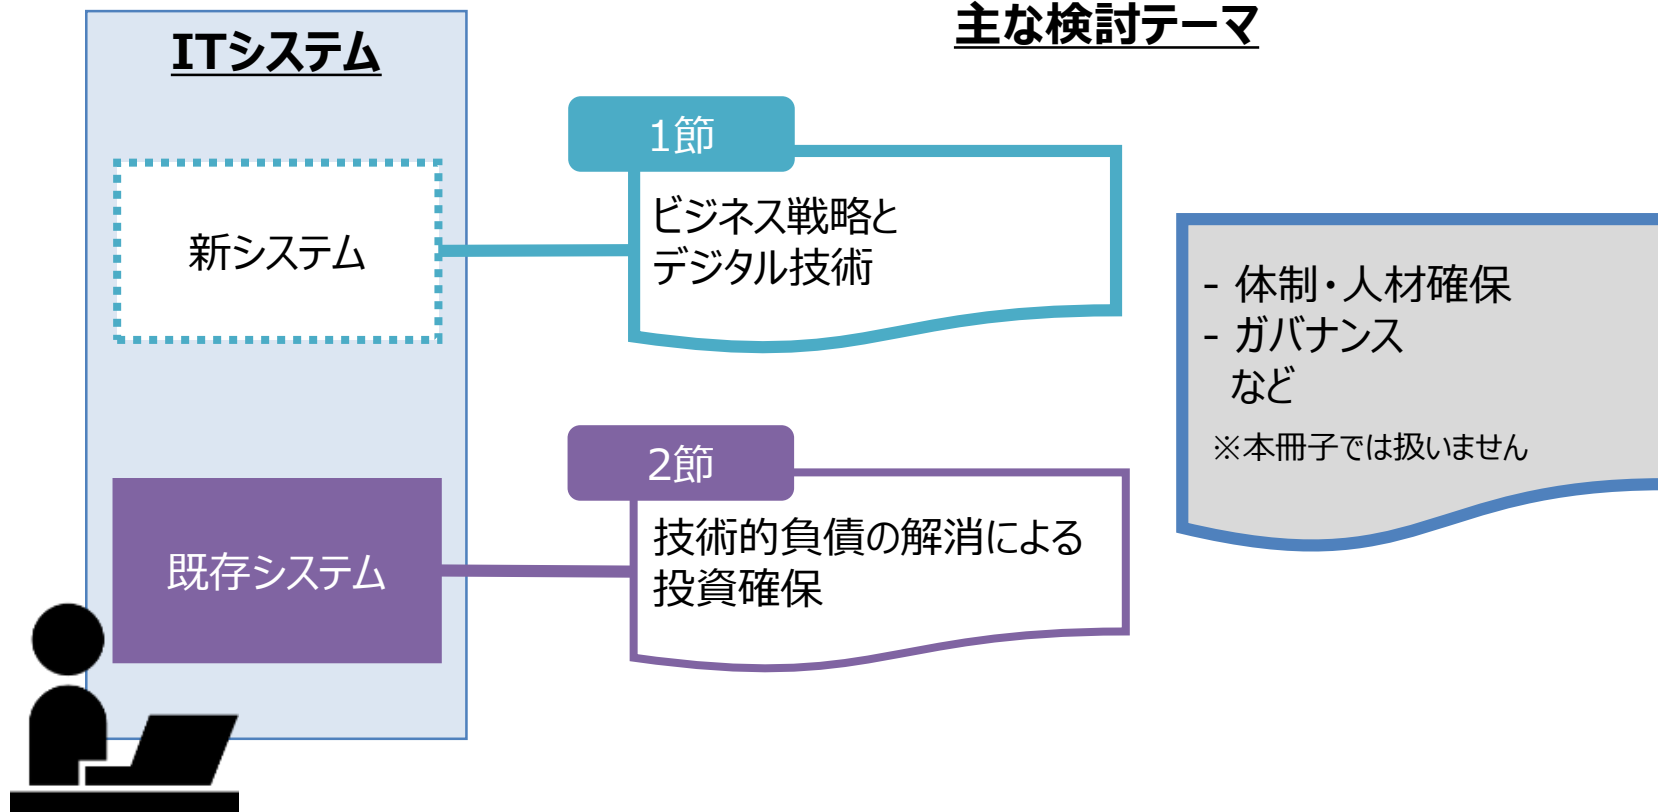 主な検討テーマ
ITシステム
1節
ビジネス戦略と
デジタル技術
新システム
- 体制・人材確保
- ガバナンス
など
※本冊子では扱いません
2節
技術的負債の解消による
投資確保
既存システム